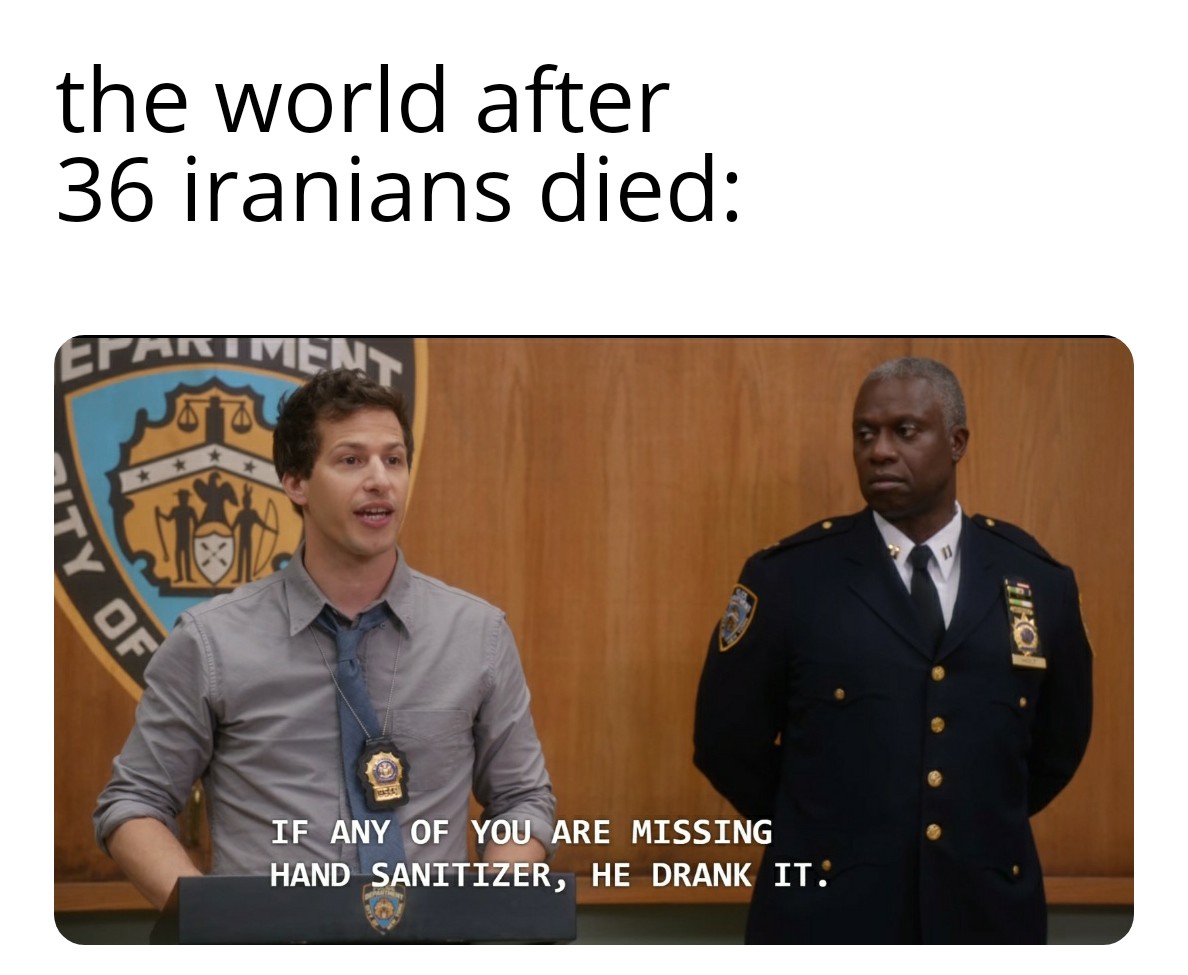 the world after
36 iranians died:
EPARTMENT
CITY OF
IF ANY OF YOU ARE MISSING
HAND SANITIZER, HE DRANK IT.